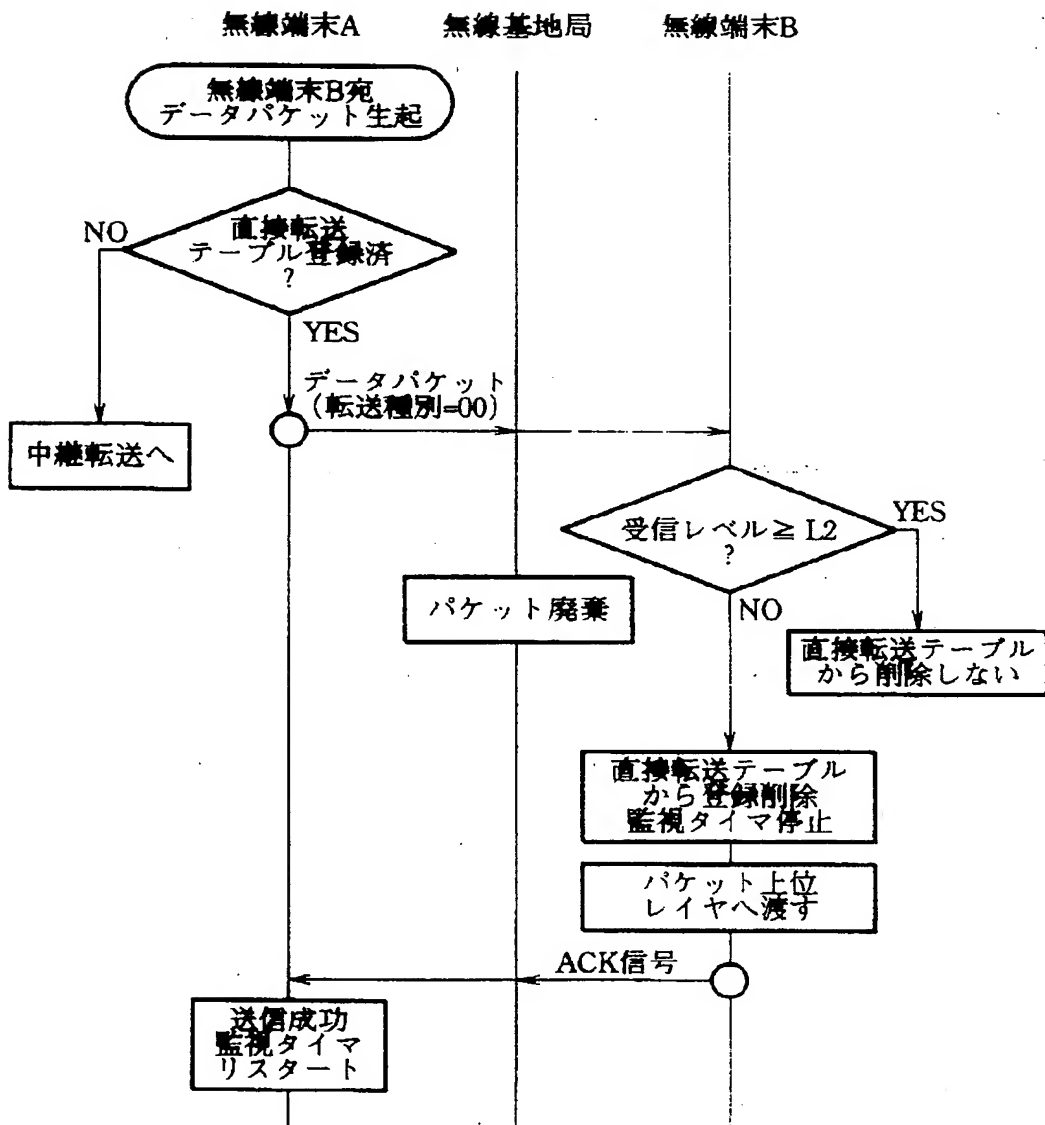 無線端末A 無線基地局 無線端末B
無線端末B宛
データパケット生起
直接転送
テーブル登録済
?
NO
YES
データパケット
(転送種別=00)
中継転送へ
受信レベル≧L2
?
YES
NO
パケット廃棄
直接転送テーブル
から削除しない
直接転送テーブル
から登録削除
監視タイマ停止
パケット上位
レイヤへ渡す
ACK信号
送信成功
監視タイマ
リスタート